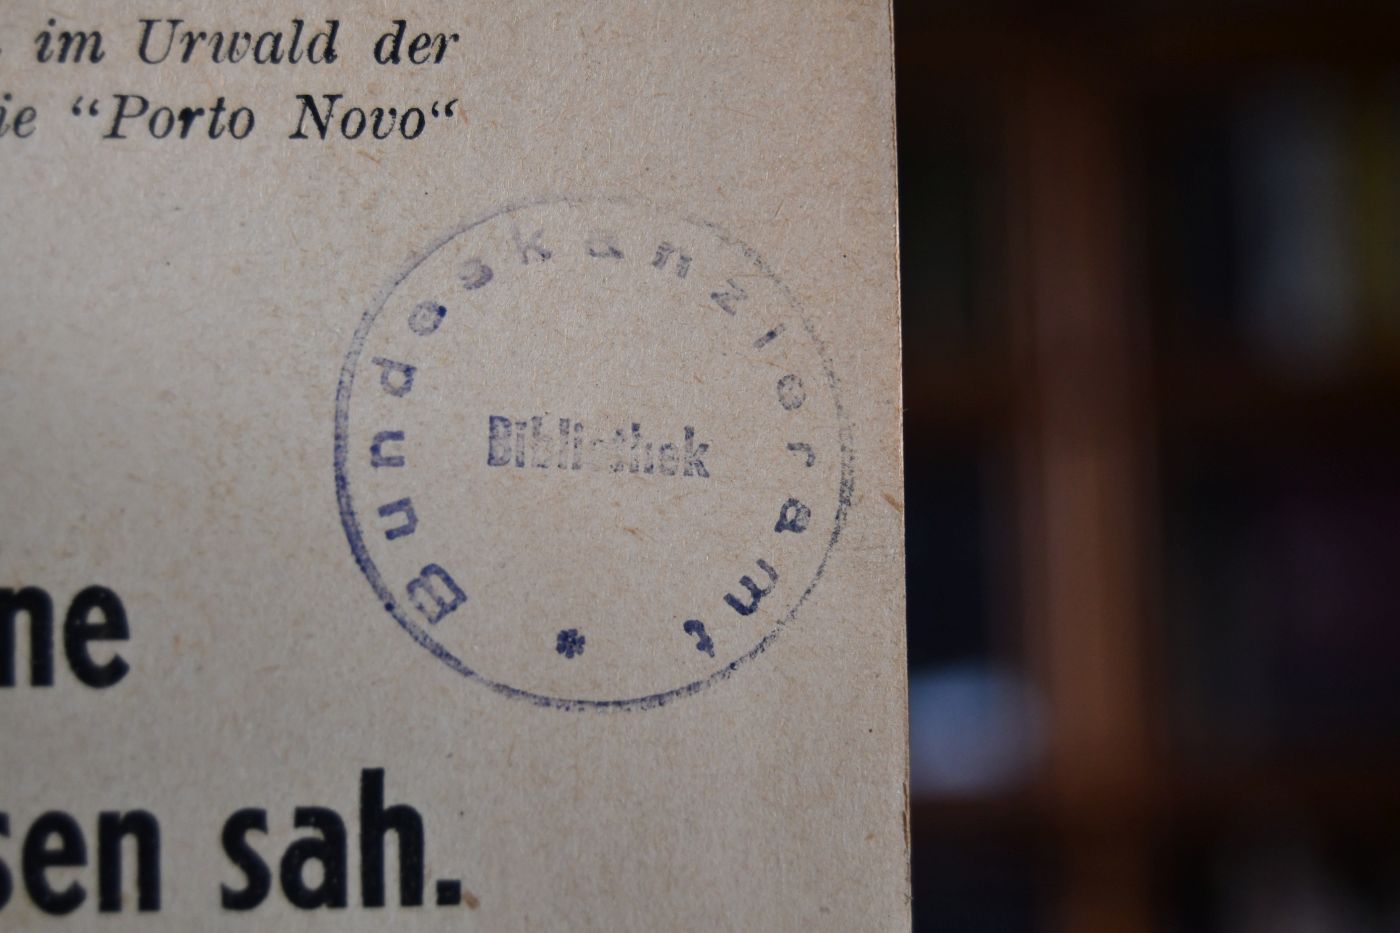 im Urwald der
ie “Porto Novo“
Bundeskanzleramt
Bibliothek
*
ne
sen sah.